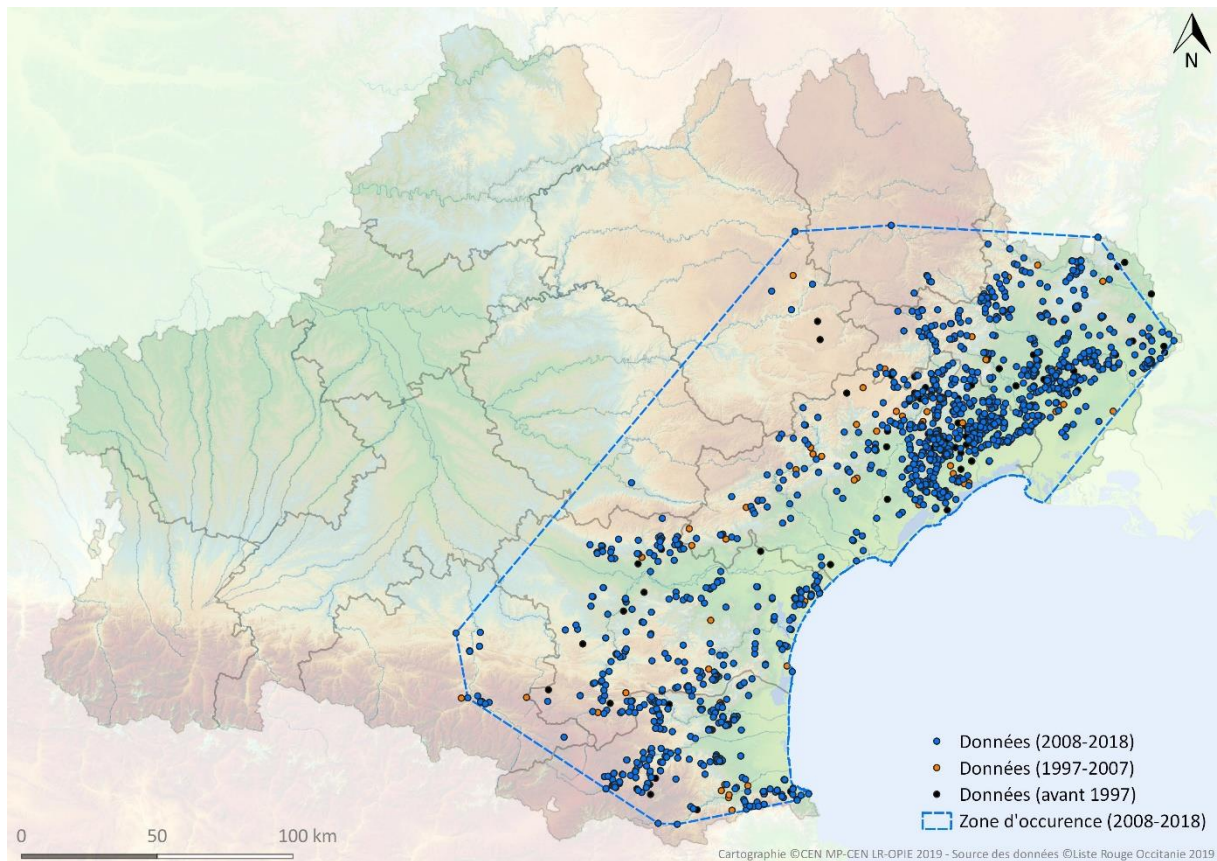 N
Données (2008-2018)
Données (1997-2007)
Données (avant 1997)
Zone d'occurence (2008-2018)
0 50 100 km
Cartographie ©CEN MP-CEN LR-OPIE 2019 - Source des données ©Liste Rouge Occitanie 2019